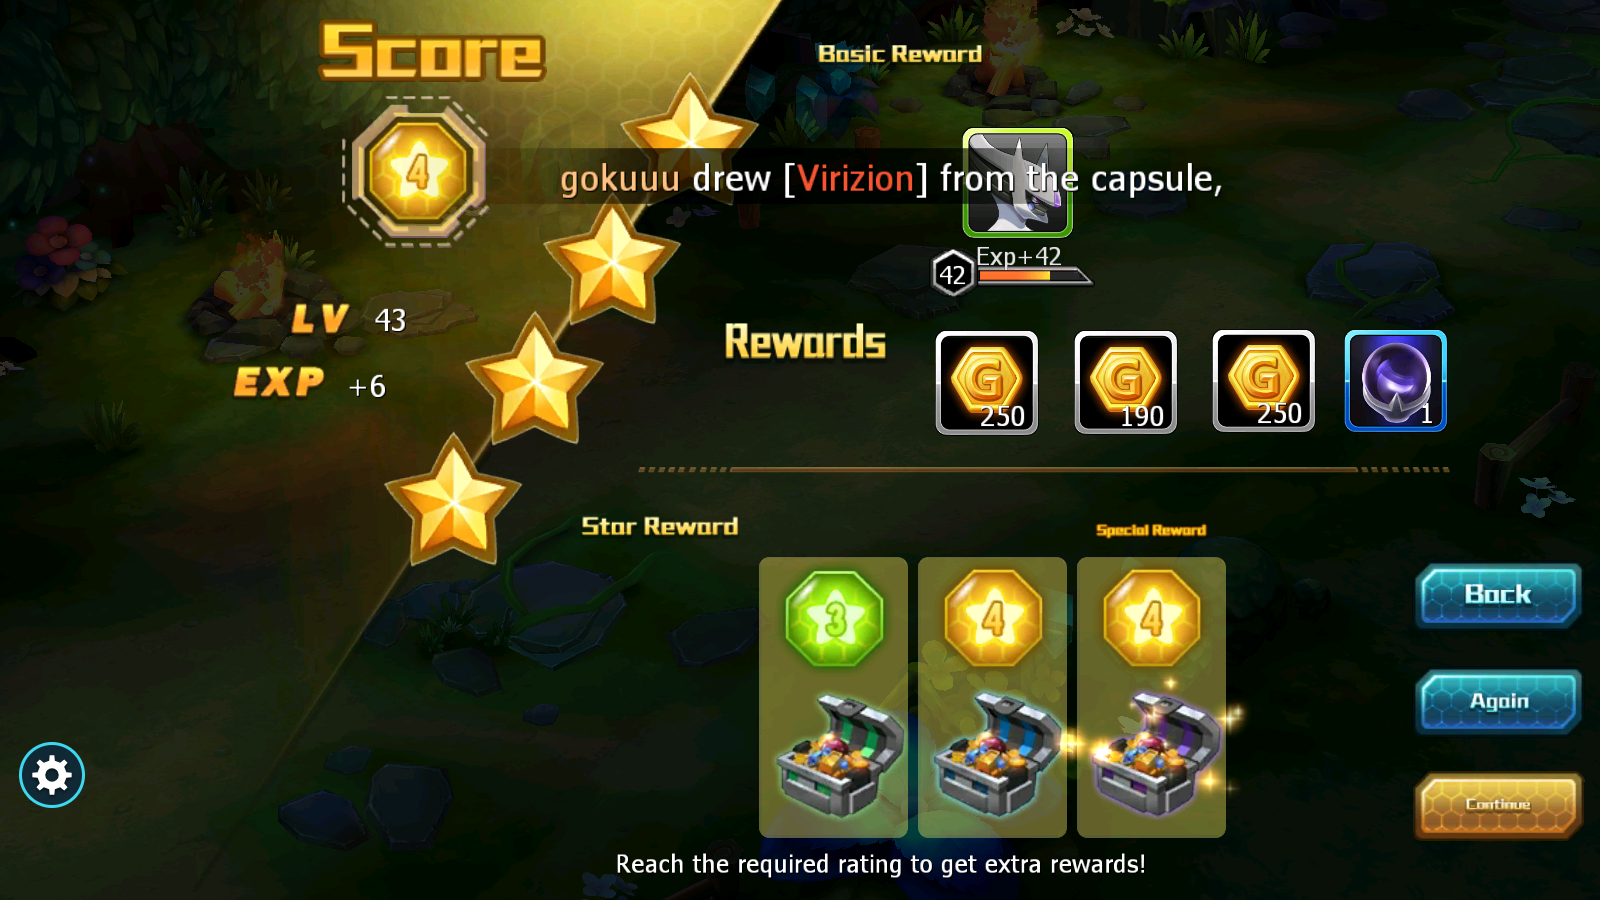 Score
Basic Reward
4
gokuuu drew [Virizion] from the capsule,
Exp+42
42
LV 43
EXP +6
Rewards
G 250
G 190
G 250
1
Star Reward
Special Reward
3
4
4
Back
Again
Continue
Reach the required rating to get extra rewards!